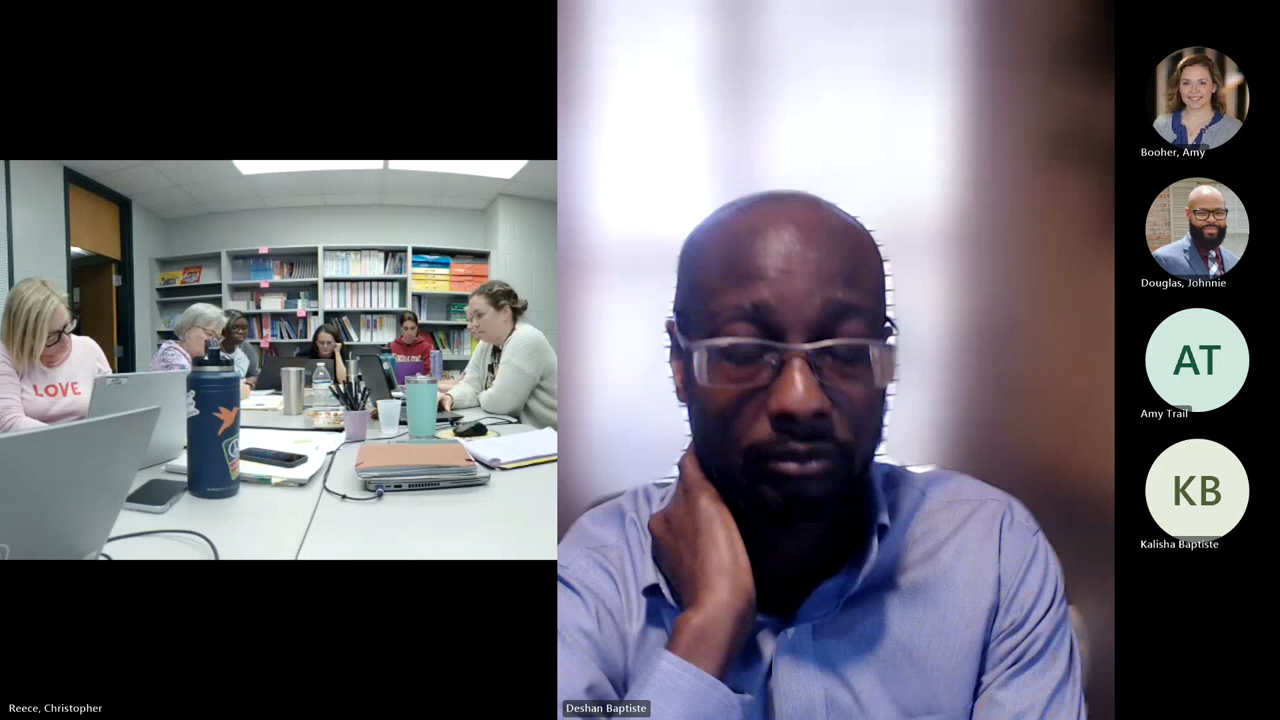 LOVE
Reece, Christopher
Deshan Baptiste
Booher, Amy
Douglas, Johnnie
AT
Amy Trail
KB
Kalisha Baptiste